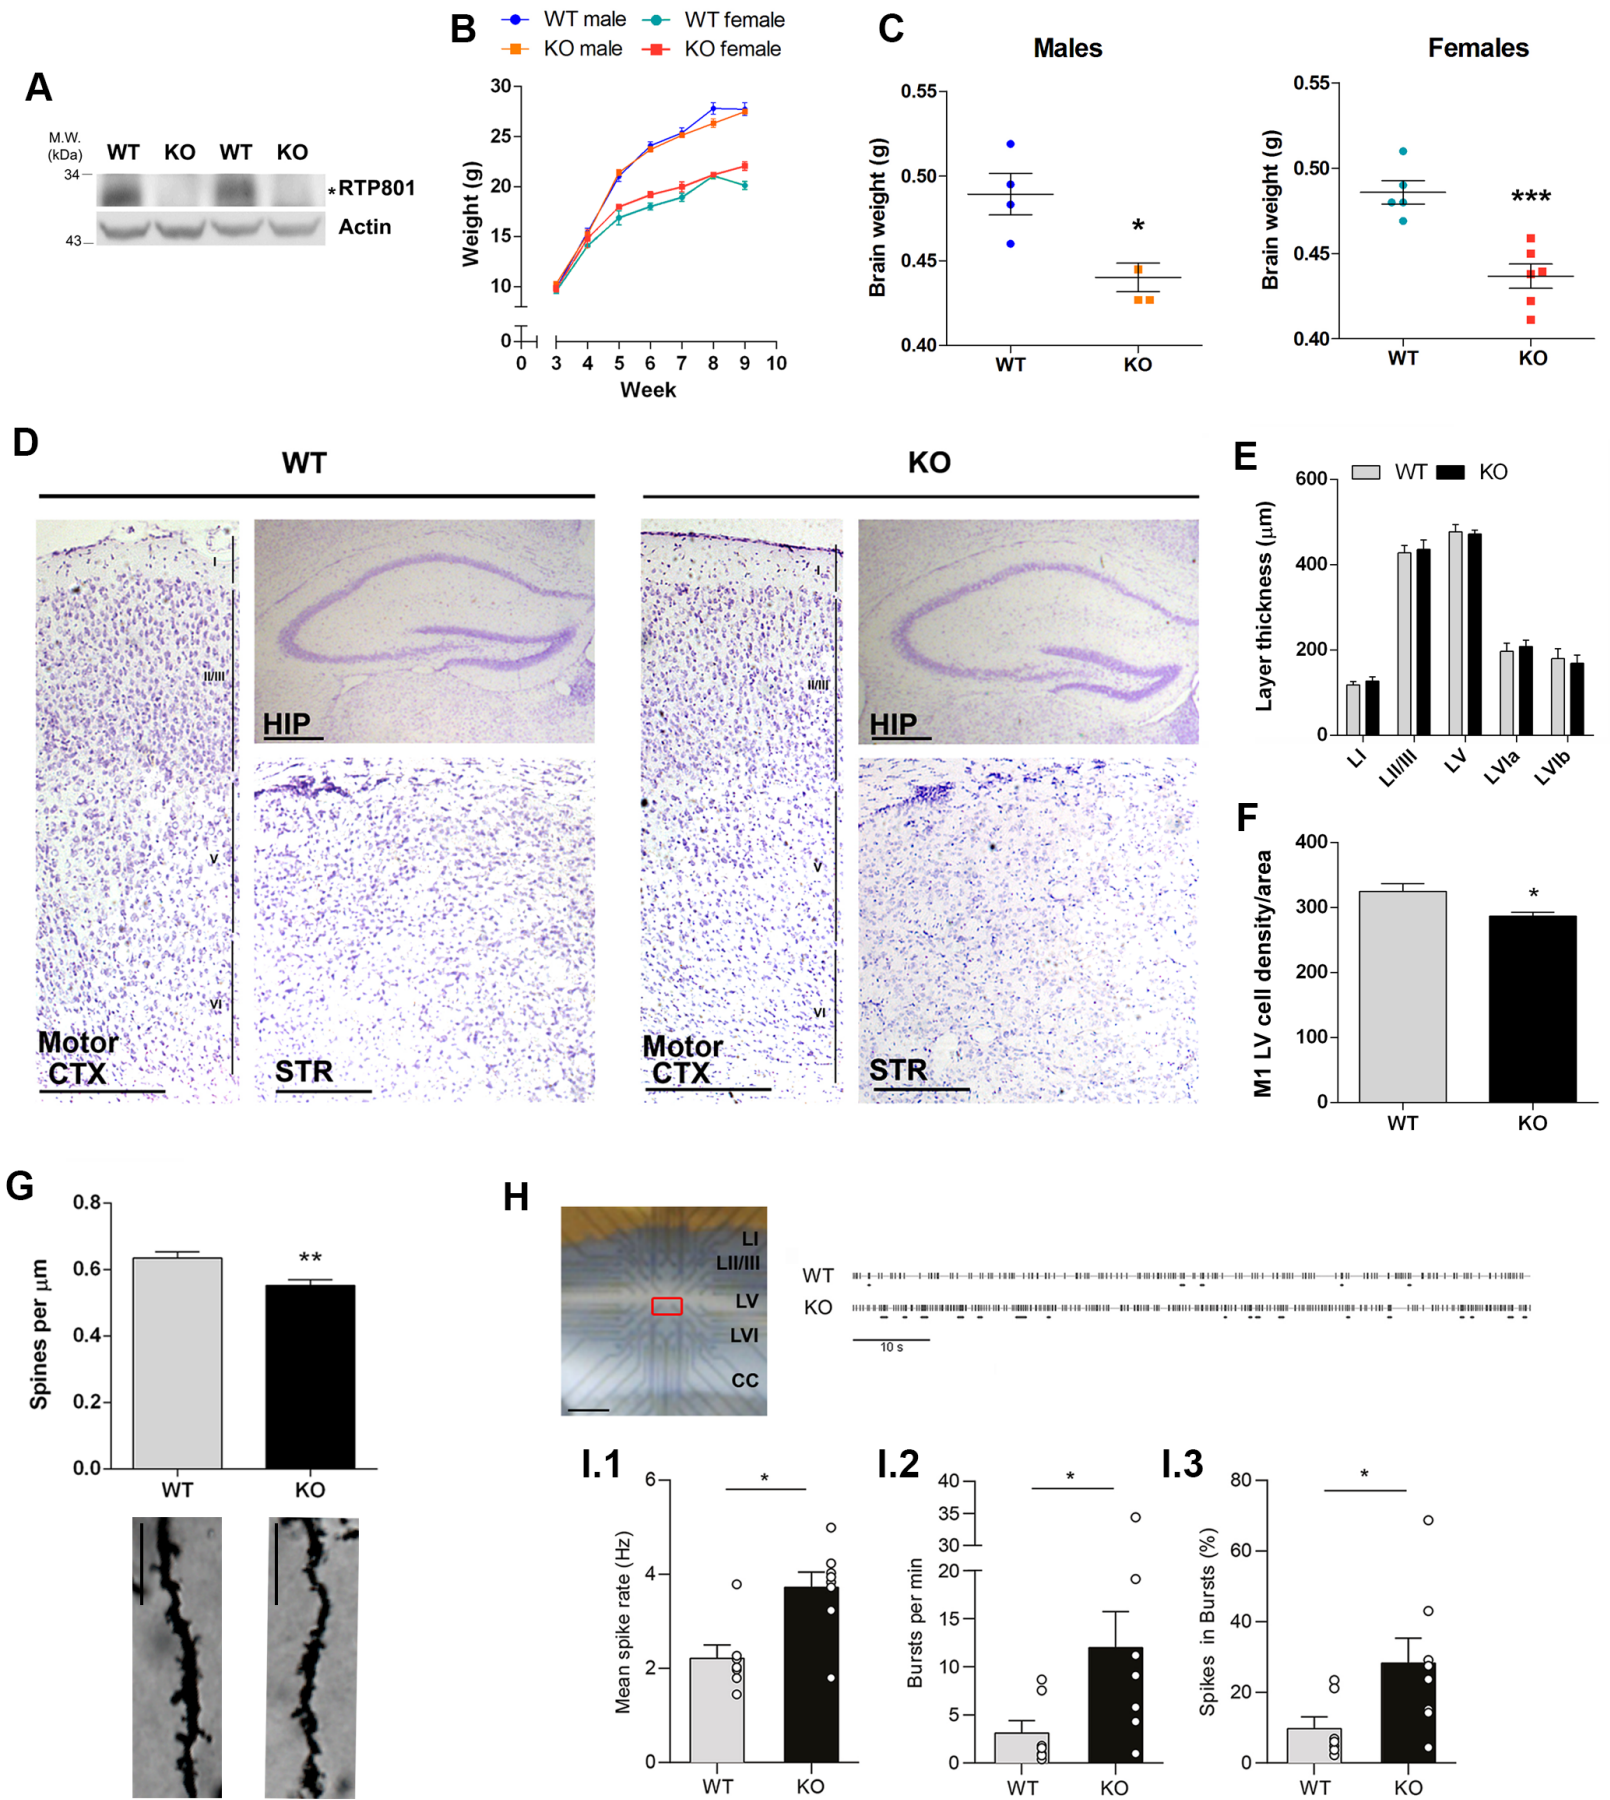 A
M.W.
(kDa)
WT KO WT KO
34
*RTP801
Actin
43
B
WT male WT female
KO male KO female
Weight (g)
30
25
20
15
10
0
0 3 4 5 6 7 8 9 10
Week
C
Males
Brain weight (g)
0.55
0.50
0.45
0.40
*
WT KO
Females
Brain weight (g)
0.55
0.50
0.45
0.40
***
WT KO
D
WT
I
II/III
V
VI
Motor
CTX
HIP
STR
KO
I
II/III
V
VI
Motor
CTX
HIP
STR
E
WT KO
Layer thickness (μm)
600
400
200
0
LI LII/III LV LVIa LVIb
F
M1 LV cell density/area
400
300
200
100
0
*
WT KO
G
Spines per μm
0.8
0.6
0.4
0.2
0.0
**
WT KO
H
LI
LII/III
LV
LVI
CC
WT
KO
10 s
I.1
Mean spike rate (Hz)
6
4
2
0
*
WT KO
I.2
Bursts per min
40
35
30
20
15
10
5
0
*
WT KO
I.3
Spikes in Bursts (%)
80
60
40
20
0
*
WT KO